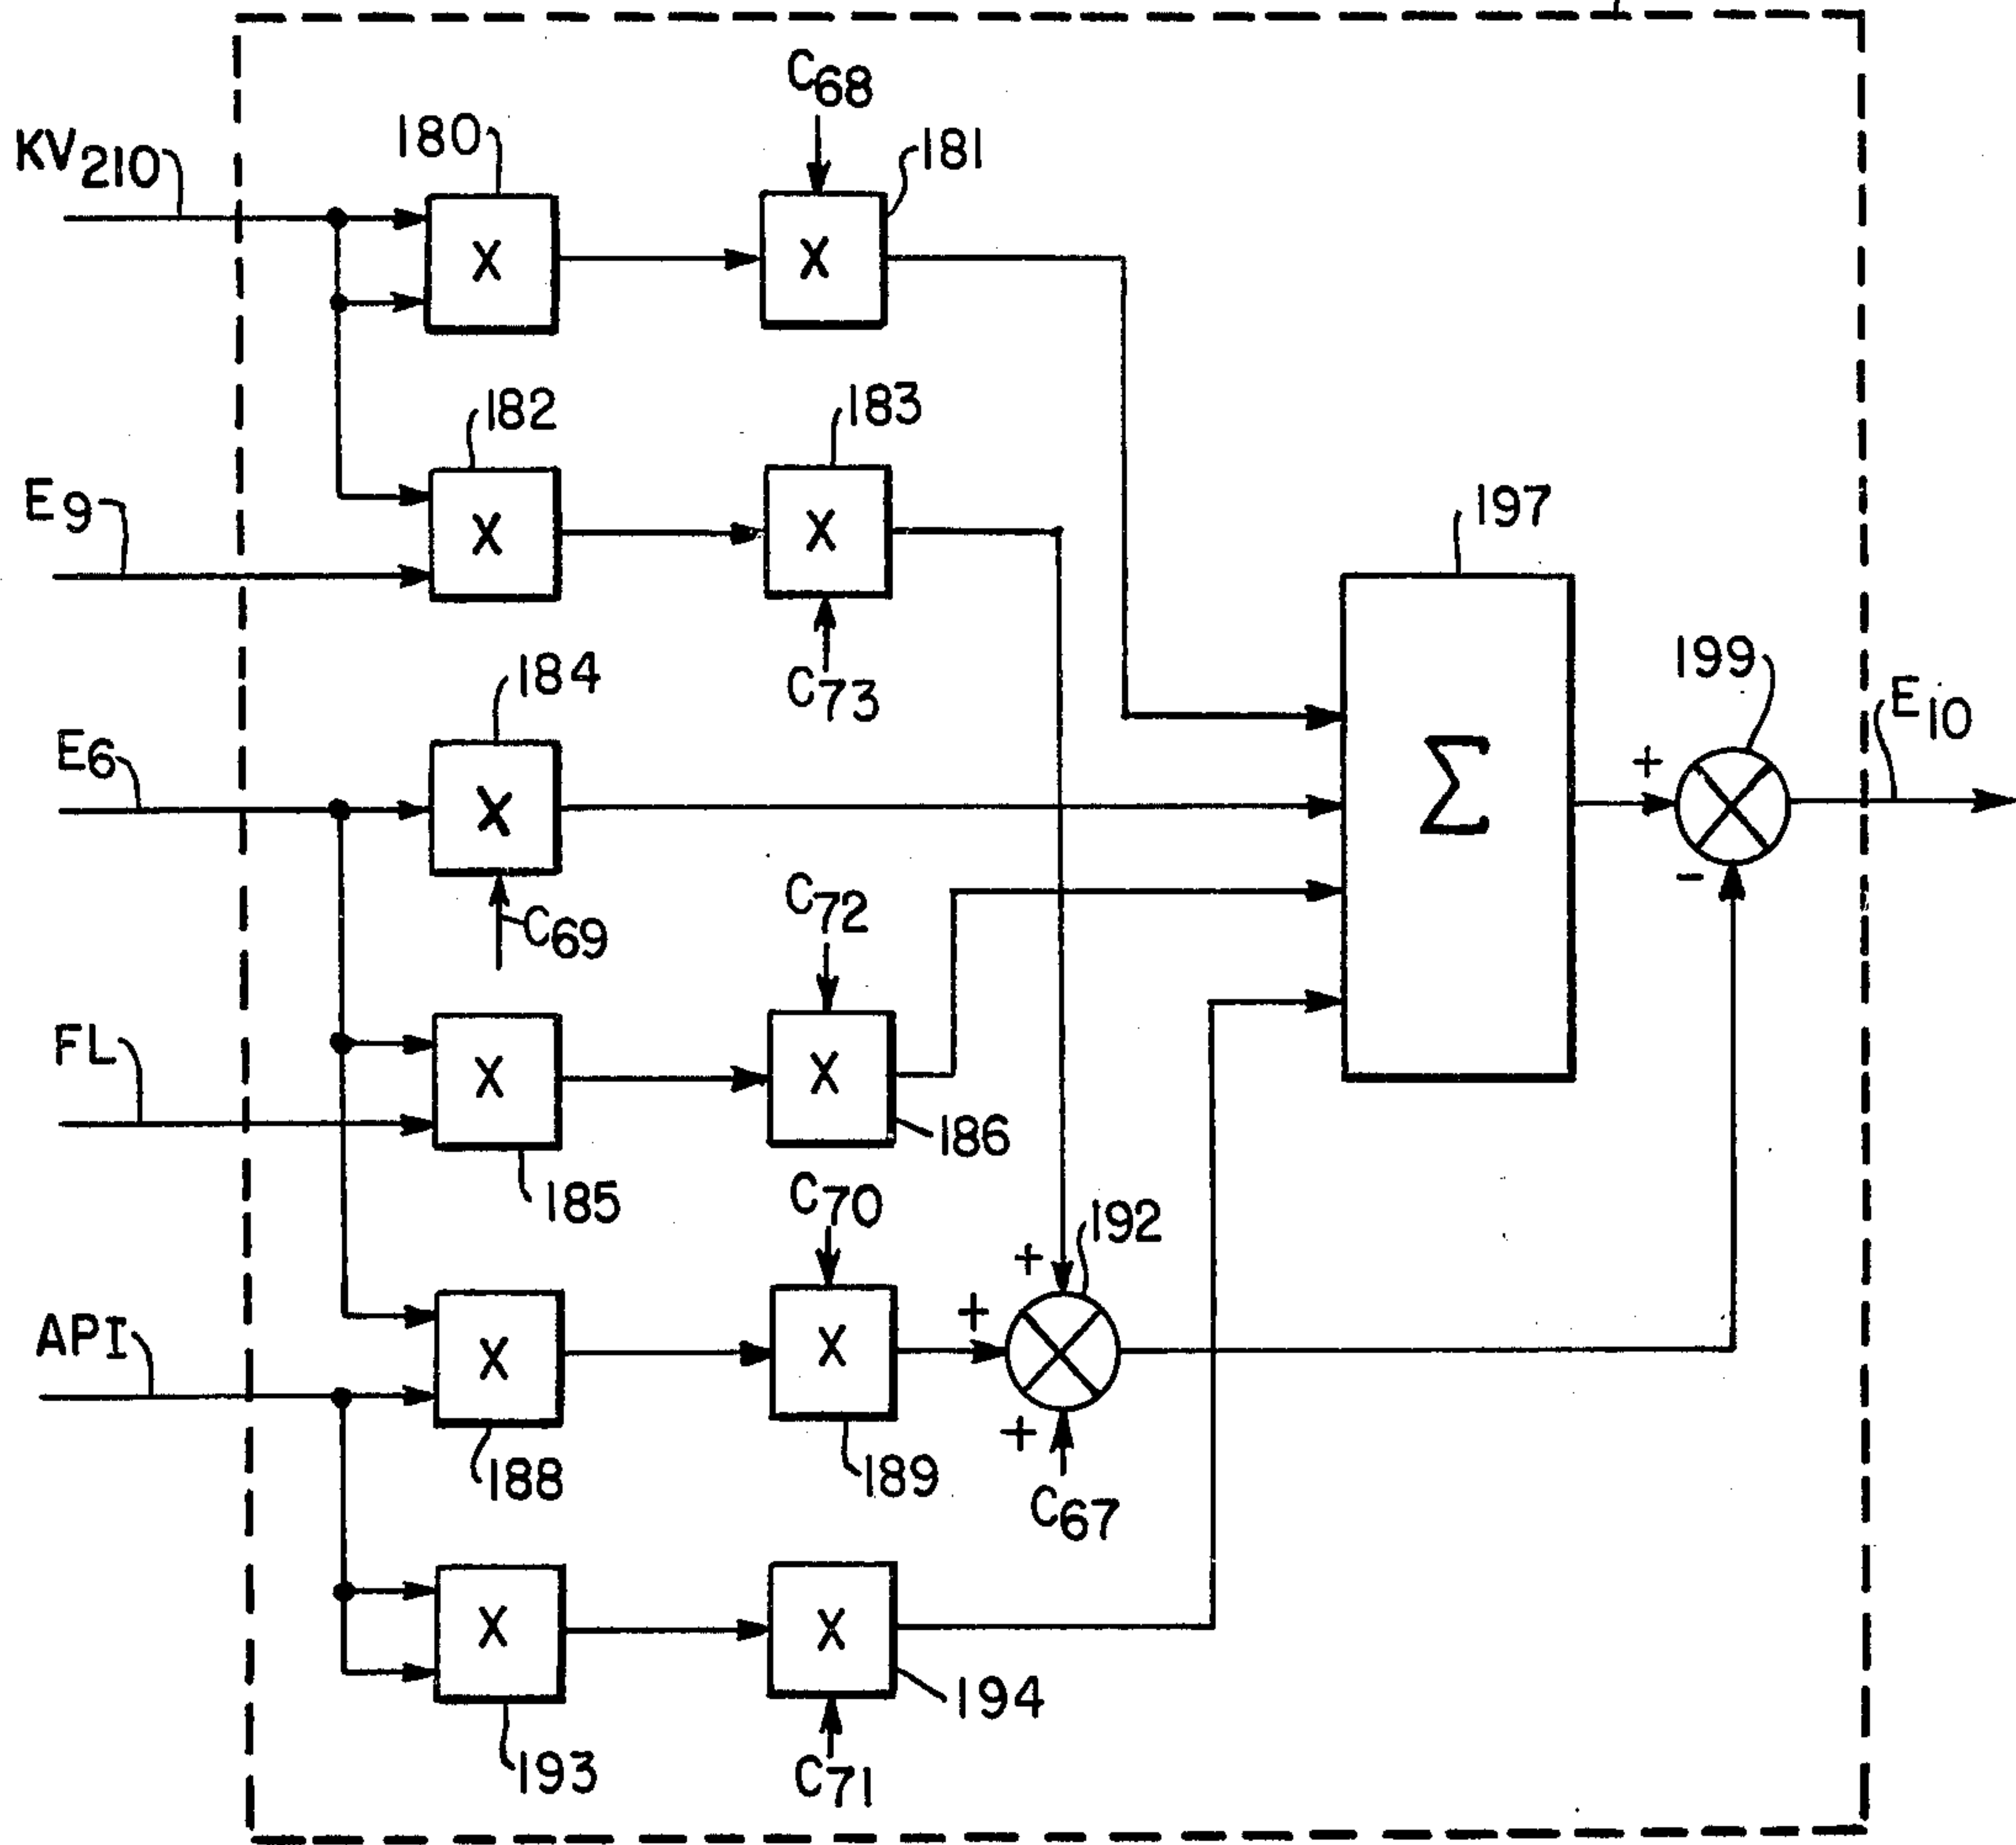 C68
180
181
KV210
X
X
182
183
E9
X
X
197
C73
184
199
E10
E6
X
Σ
+
C72
-
C69
FL
X
X
186
185
C70
192
+
+
API
X
X
+
188
189
C67
X
X
194
193
C71